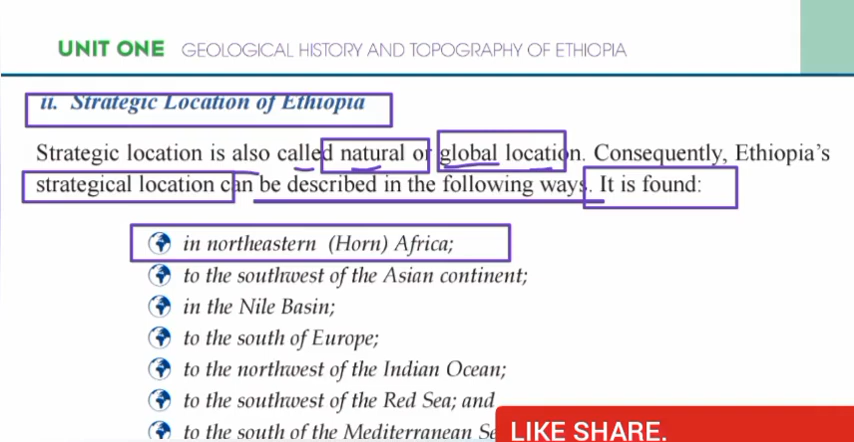 UNIT ONE GEOLOGICAL HISTORY AND TOPOGRAPHY OF ETHIOPIA
ii. Strategic Location of Ethiopia
Strategic location is also called natural or global location. Consequently, Ethiopia's
strategical location can be described in the following ways. It is found:
in northeastern (Horn) Africa;
to the southwest of the Asian continent;
in the Nile Basin;
to the south of Europe;
to the northwest of the Indian Ocean;
to the southwest of the Red Sea; and
to the south of the Mediterranean
LIKE SHARE.